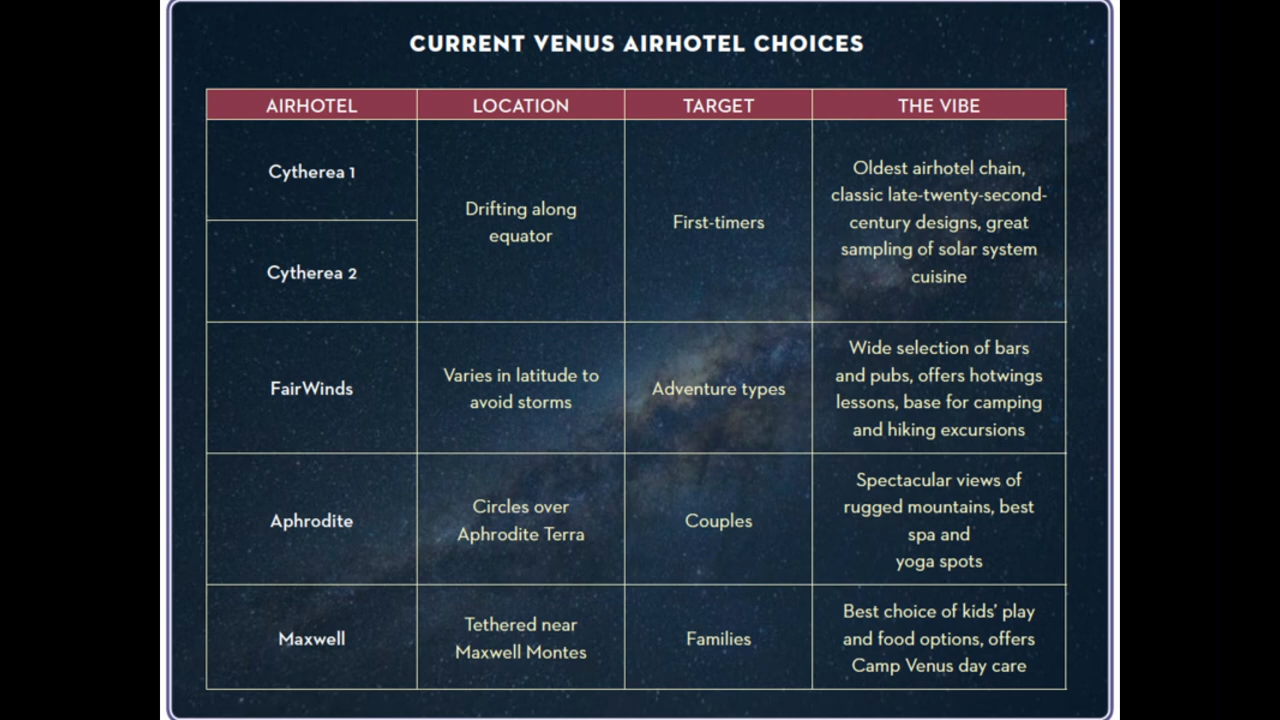 CURRENT VENUS AIRHOTEL CHOICES
AIRHOTEL LOCATION TARGET THE VIBE
Cytherea 1
Cytherea 2
Drifting along
equator
First-timers
Oldest airhotel chain,
classic late-twenty-second-
century designs, great
sampling of solar system
cuisine
FairWinds
Varies in latitude to
avoid storms
Adventure types
Wide selection of bars
and pubs, offers hotwings
lessons, base for camping
and hiking excursions
Aphrodite
Circles over
Aphrodite Terra
Couples
Spectacular views of
rugged mountains, best
spa and
yoga spots
Maxwell
Tethered near
Maxwell Montes
Families
Best choice of kids’ play
and food options, offers
Camp Venus day care